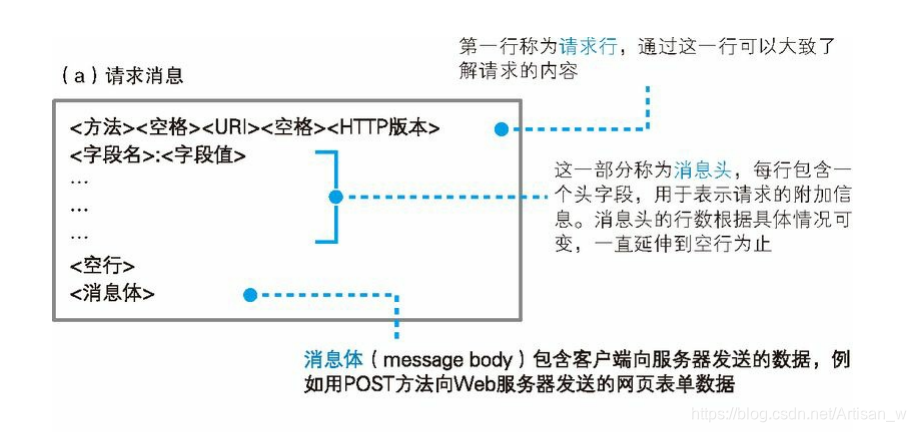 第一行称为请求行，通过这一行可以大致了
解请求的内容
（a）请求消息
<方法><空格><URI><空格><HTTP版本>
<字段名>:<字段值>
…
…
…
<空行>
<消息体>
这一部分称为消息头，每行包含一
个头字段，用于表示请求的附加信
息。消息头的行数根据具体情况可
变，一直延伸到空行为止
消息体（message body）包含客户端向服务器发送的数据，例
如用POST方法向Web服务器发送的网页表单数据
https://blog.csdn.net/Artisan_w